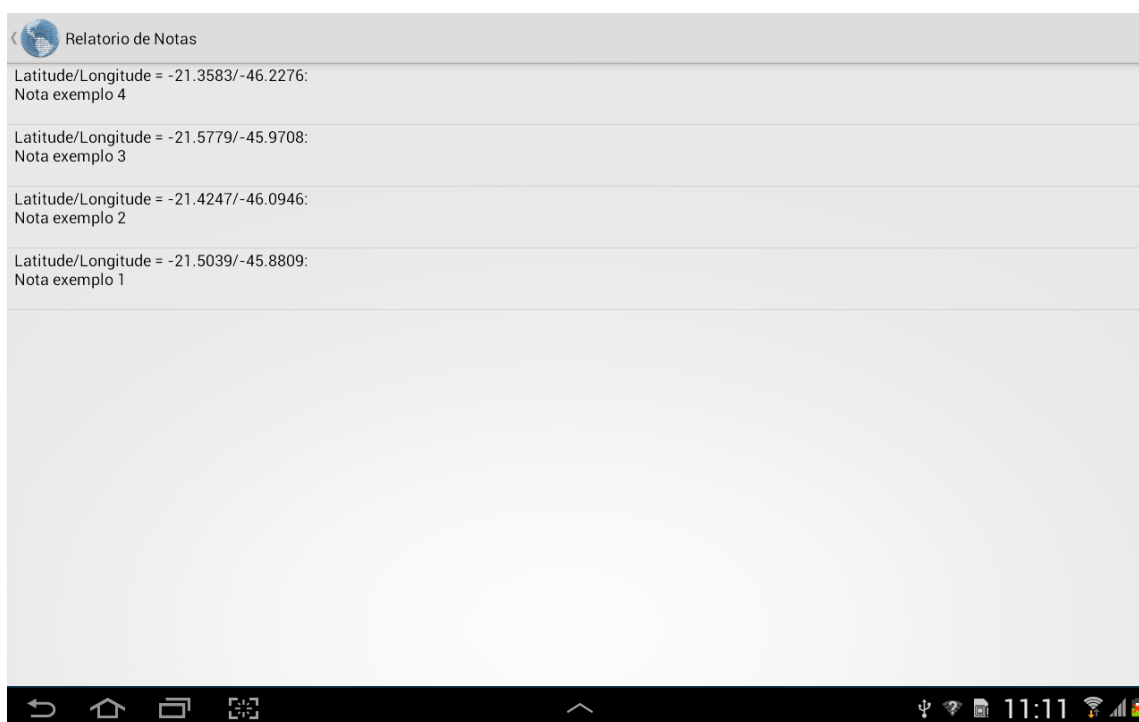 Relatorio de Notas
Latitude/Longitude = -21.3583/-46.2276:
Nota exemplo 4
Latitude/Longitude = -21.5779/-45.9708:
Nota exemplo 3
Latitude/Longitude = -21.4247/-46.0946:
Nota exemplo 2
Latitude/Longitude = -21.5039/-45.8809:
Nota exemplo 1
11:11